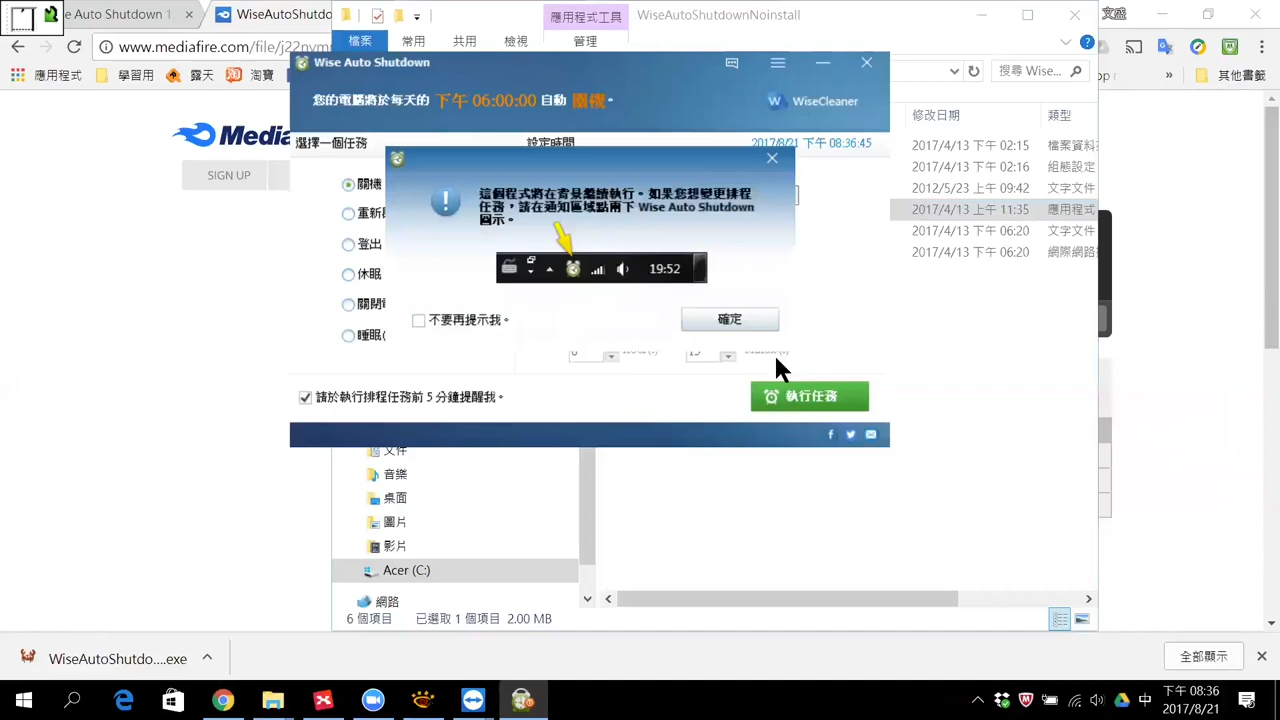 e Auto Shutdown 1.
WiseAutoShutd
應用程式工具
WiseAutoShutdownNoinstall
文盛
www.mediafire.com/file/j22nvm
檔案
常用
共用
檢視
管理
應用程式
學習用
露天
淘寶
搜尋 Wise...
其他書籤
Wise Auto Shutdown
您的電腦將於每天的 下午 06:00:00 自動 關機。
WiseCleaner
選擇一個任務
設定時間
2017/8/21 下午 08:36:45
修改日期
類型
Media
SIGN UP
關機
重新
登出
休眠
關閉
睡眠(
這個程式將在背景繼續執行。如果您想變更排程
任務，請在通知區域點兩下 Wise Auto Shutdown
圖示。
19:52
不要再提示我。
確定
2017/4/13 下午 02:15
檔案資料
2017/4/13 下午 02:16
組態設定
2012/5/23 上午 09:42
文字文件
2017/4/13 上午 11:35
應用程式
2017/4/13 下午 06:20
文字文件
2017/4/13 下午 06:20
網際網路
請於執行排程任務前 5 分鐘提醒我。
執行任務
文件
音樂
桌面
圖片
影片
Acer (C:)
網路
6 個項目
已選取 1 個項目 2.00 MB
WiseAutoShutdo....exe
全部顯示
中
下午 08:36
2017/8/21